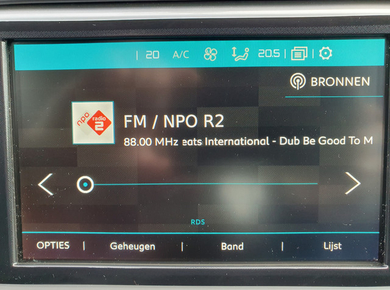 20 A/C 20.5
BRONNEN
npo radio 2
FM / NPO R2
88.00 MHz eats International - Dub Be Good To M
RDS
OPTIES | Geheugen | Band | Lijst